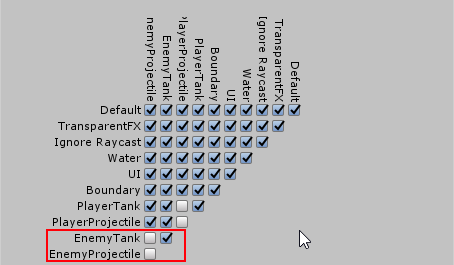 nemyProjectile
EnemyTank
PlayerProjectile
PlayerTank
Boundary
UI
Water
Ignore Raycast
TransparentFX
Default
Default
TransparentFX
Ignore Raycast
Water
UI
Boundary
PlayerTank
PlayerProjectile
EnemyTank
EnemyProjectile